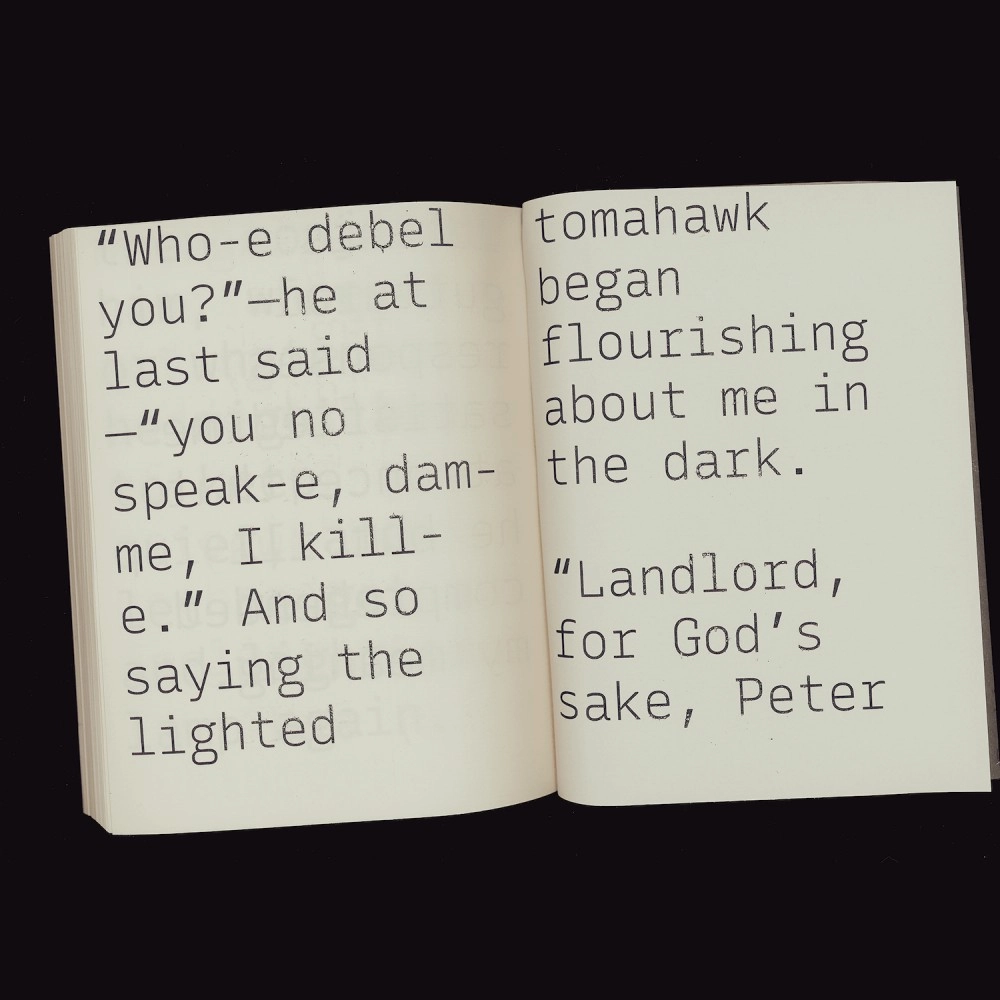 “Who-e debel
you?”—he at
last said
—“you no
speak-e, dam-
me, I kill-
e.” And so
saying the
lighted
tomahawk
began
flourishing
about me in
the dark.
“Landlord,
for God’s
sake, Peter